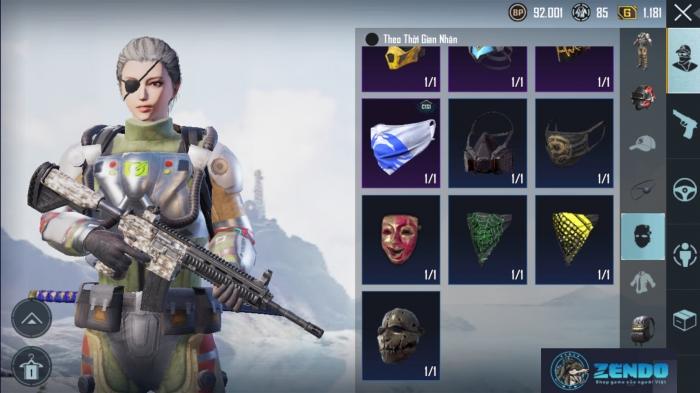 BP 92.001 85 G 1.181
Theo Thời Gian Nhận
1/1 1/1 1/1
1/1 1/1 1/1
1/1 1/1 1/1
1/1
ZENDO
Shop game của người Việt